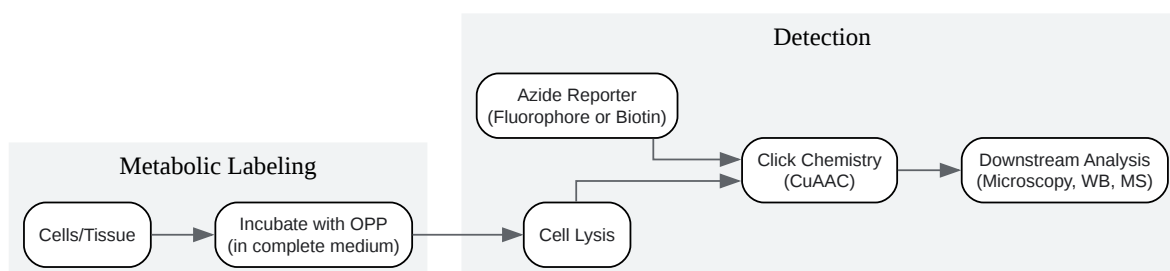 Detection
Azide Reporter
(Fluorophore or Biotin)
Metabolic Labeling
Click Chemistry
(CuAAC)
Downstream Analysis
(Microscopy, WB, MS)
Cells/Tissue
Incubate with OPP
(in complete medium)
Cell Lysis